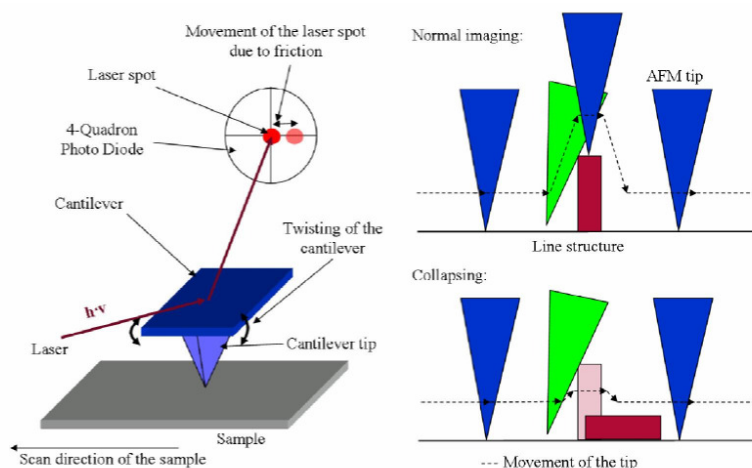 Movement of the laser spot
due to friction
Laser spot
4-Quadron
Photo Diode
Cantilever
Twisting of the
cantilever
h·ν
Laser
Cantilever tip
Sample
Scan direction of the sample
Normal imaging:
AFM tip
Line structure
Collapsing:
--- Movement of the tip